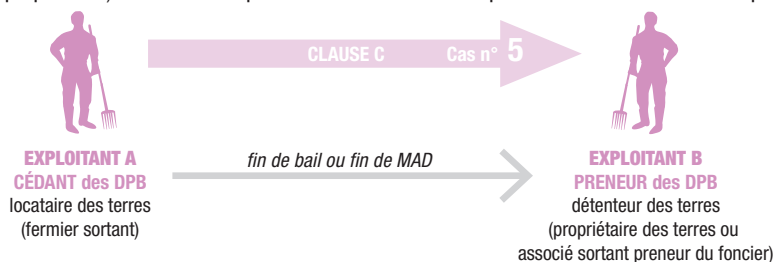 CLAUSE C Cas n° 5
EXPLOITANT A
CÉDANT des DPB
locataire des terres
(fermier sortant)
fin de bail ou fin de MAD
EXPLOITANT B
PRENEUR des DPB
détenteur des terres
(propriétaire des terres ou
associé sortant preneur du foncier)